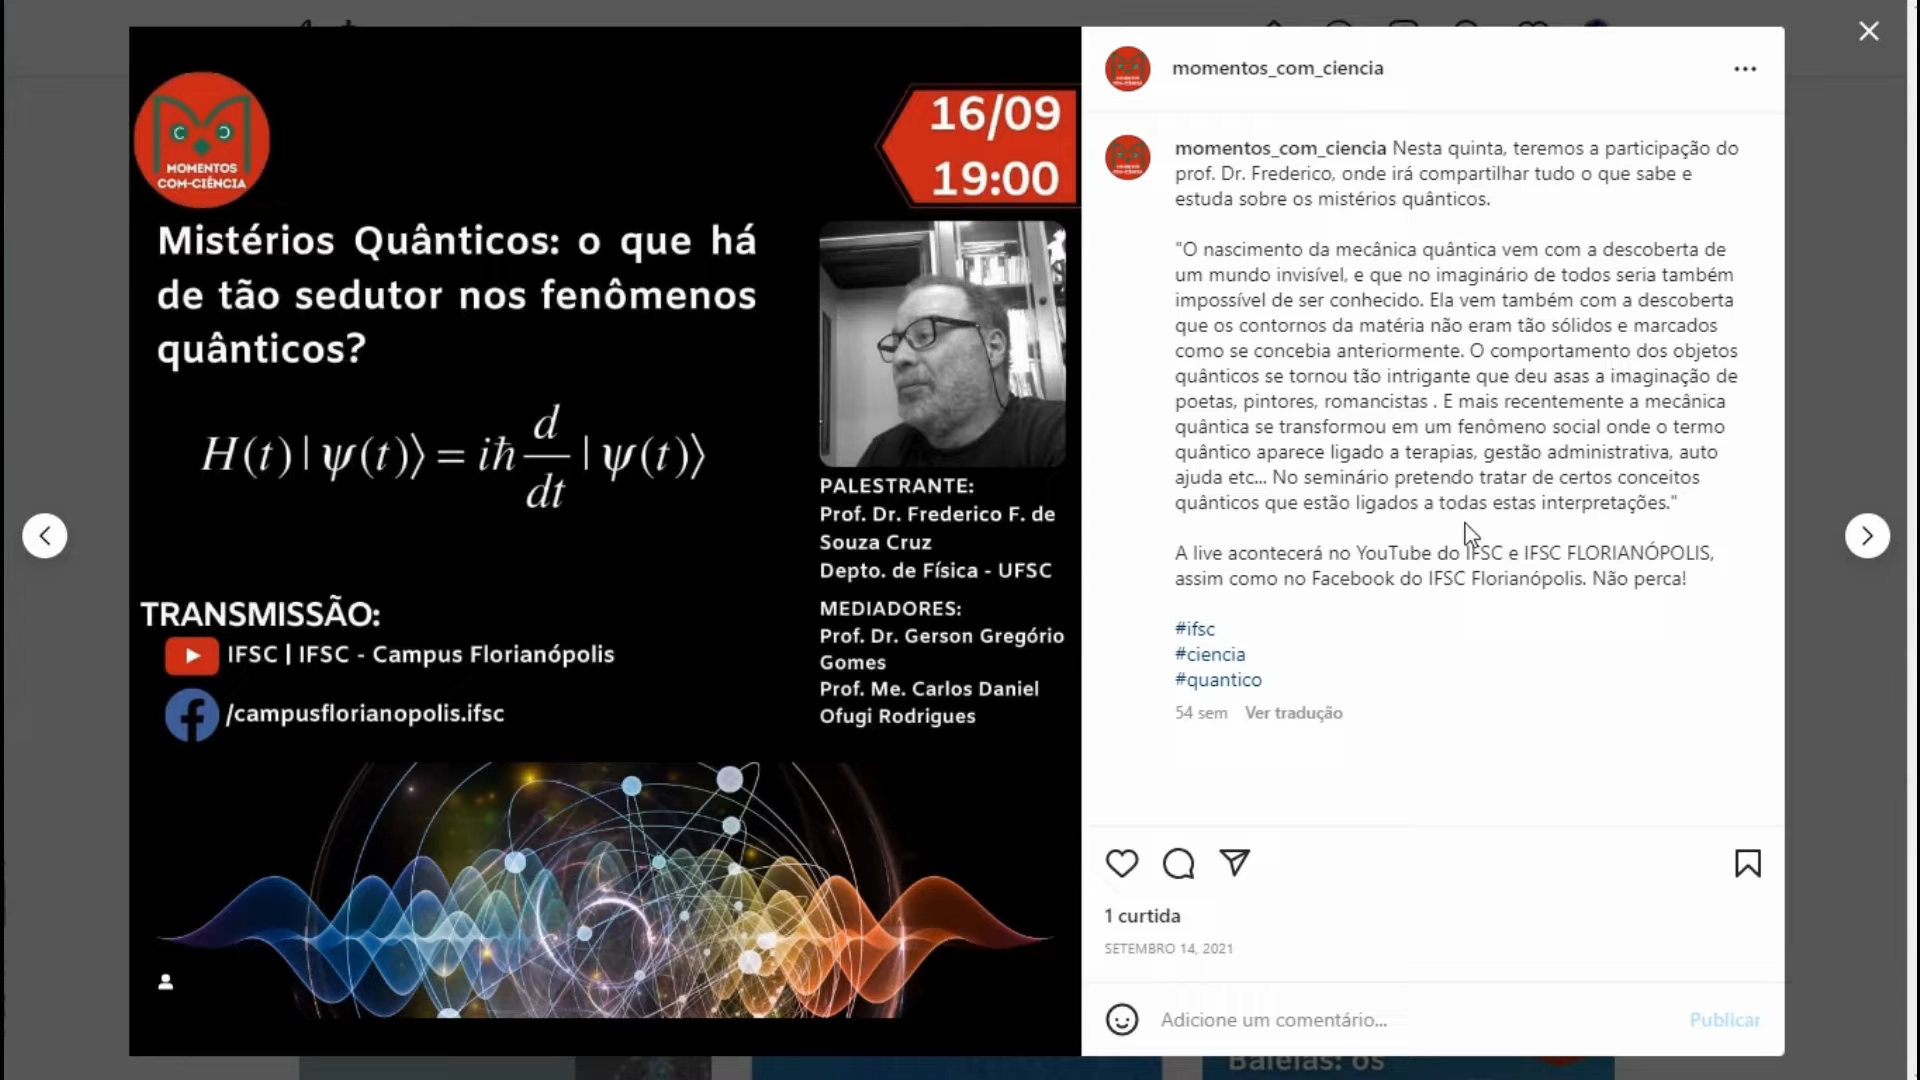 MOMENTOS
COM-CIÊNCIA
16/09
19:00
Mistérios Quânticos: o que há
de tão sedutor nos fenômenos
quânticos?
H(t) | ψ(t)⟩ = iħ d/dt | ψ(t)⟩
PALESTRANTE:
Prof. Dr. Frederico F. de
Souza Cruz
Depto. de Física - UFSC
MEDIADORES:
Prof. Dr. Gerson Gregório
Gomes
Prof. Me. Carlos Daniel
Ofugi Rodrigues
TRANSMISSÃO:
IFSC | IFSC - Campus Florianópolis
/campusflorianopolis.ifsc
momentos_com_ciencia
momentos_com_ciencia Nesta quinta, teremos a participação do
prof. Dr. Frederico, onde irá compartilhar tudo o que sabe e
estuda sobre os mistérios quânticos.
"O nascimento da mecânica quântica vem com a descoberta de
um mundo invisível, e que no imaginário de todos seria também
impossível de ser conhecido. Ela vem também com a descoberta
que os contornos da matéria não eram tão sólidos e marcados
como se concebia anteriormente. O comportamento dos objetos
quânticos se tornou tão intrigante que deu asas a imaginação de
poetas, pintores, romancistas . E mais recentemente a mecânica
quântica se transformou em um fenômeno social onde o termo
quântico aparece ligado a terapias, gestão administrativa, auto
ajuda etc... No seminário pretendo tratar de certos conceitos
quânticos que estão ligados a todas estas interpretações."
A live acontecerá no YouTube do IFSC e IFSC FLORIANÓPOLIS,
assim como no Facebook do IFSC Florianópolis. Não perca!
#ifsc
#ciencia
#quantico
54 sem Ver tradução
1 curtida
SETEMBRO 14, 2021
Adicione um comentário... Publicar
Baleias: os